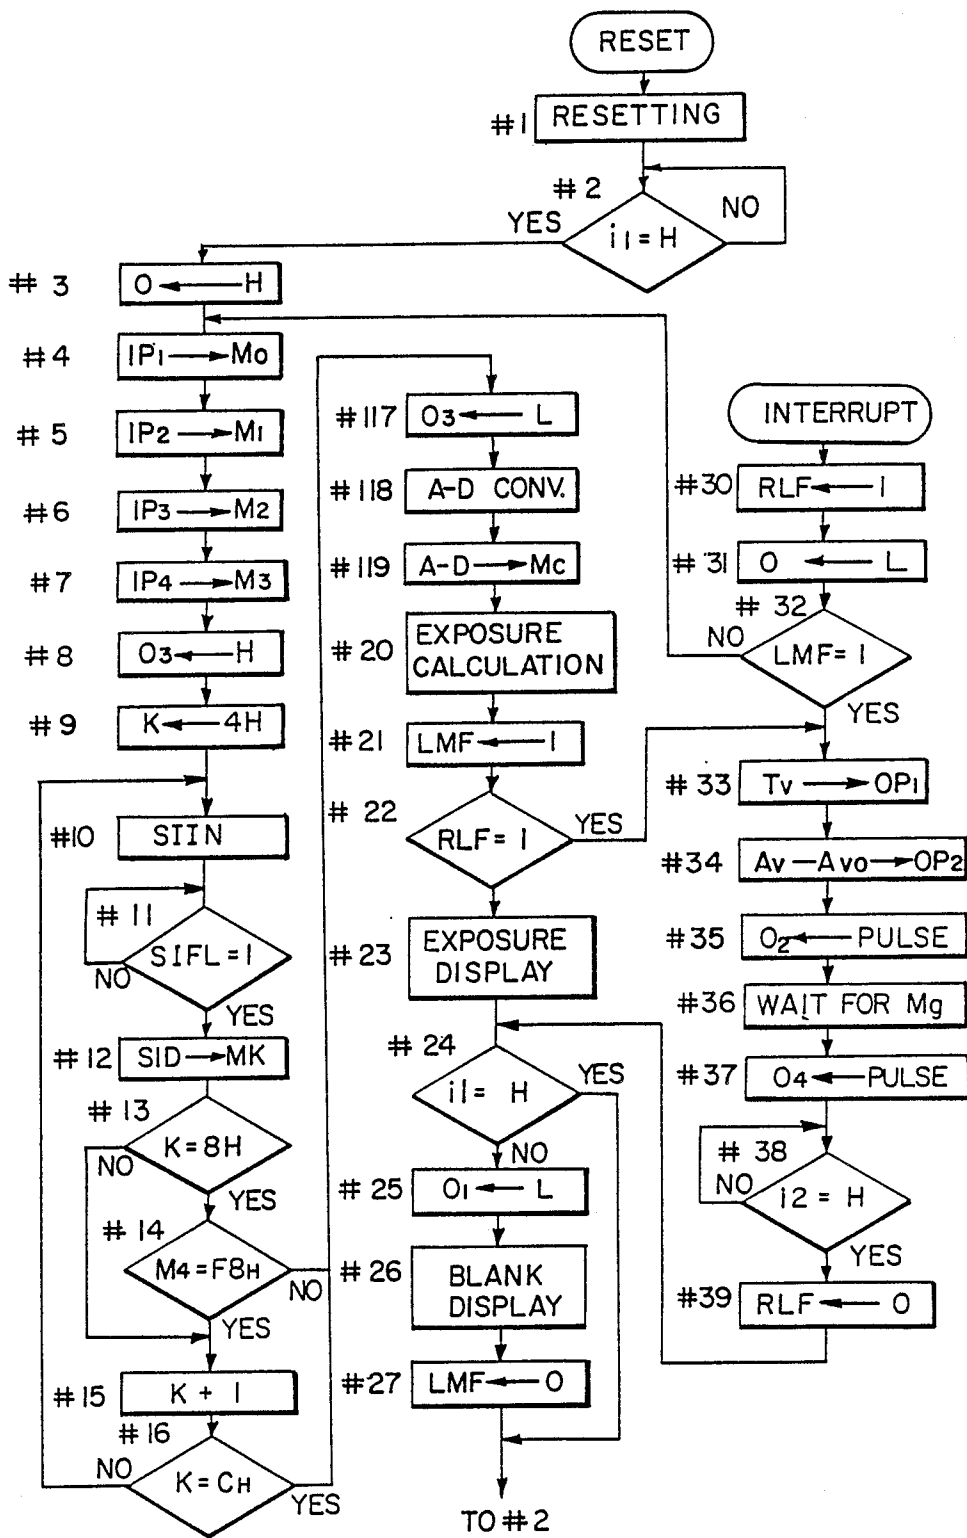 RESET
#1
RESETTING
#2
YES
NO
i1=H
#3
O←H
#4
IP1→M0
#5
IP2→M1
#6
IP3→M2
#7
IP4→M3
#8
O3←H
#9
K←4H
#10
SIIN
#11
SIFL=1
NO
YES
#12
SID→MK
#13
K=8H
NO
YES
#14
M4=F8H
NO
YES
#15
K+1
#16
NO
K=CH
YES
#117
O3←L
#118
A-D CONV.
#119
A-D→Mc
#20
EXPOSURE
CALCULATION
#21
LMF←1
#22
RLF=1
YES
#23
EXPOSURE
DISPLAY
#24
i1=H
YES
NO
#25
O1←L
#26
BLANK
DISPLAY
#27
LMF←0
TO #2
INTERRUPT
#30
RLF←1
#31
O←L
#32
NO
LMF=1
YES
#33
Tv→OP1
#34
Av—Avo→OP2
#35
O2←PULSE
#36
WAIT FOR Mg
#37
O4←PULSE
#38
NO
i2=H
YES
#39
RLF←0